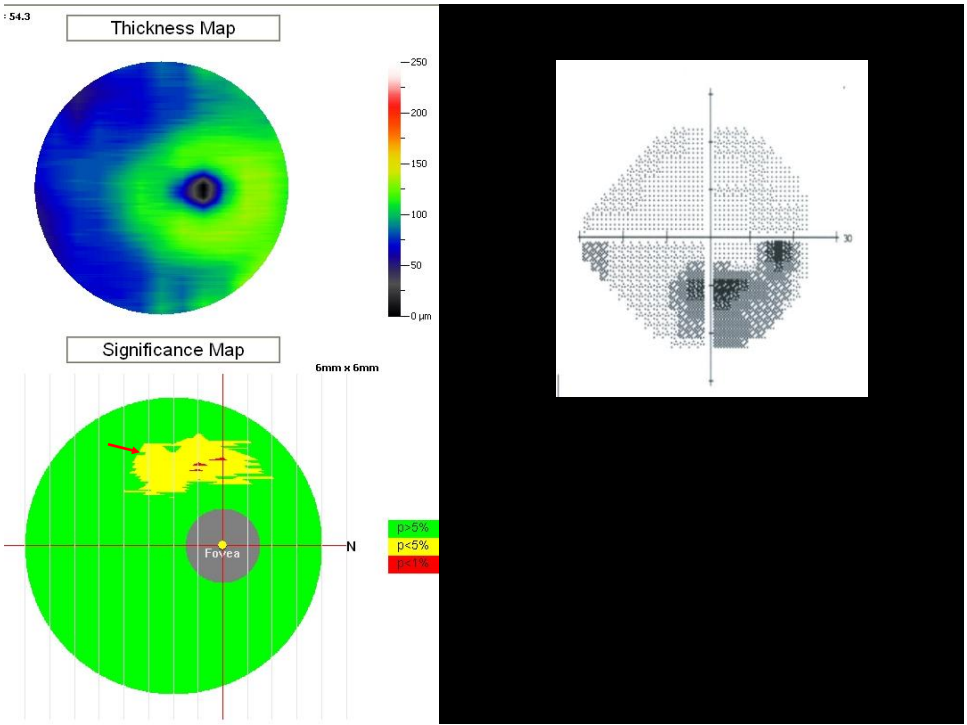 : 54.3
Thickness Map
250
200
150
100
50
0 µm
Significance Map
6mm x 6mm
Fovea
N
p>5%
p<5%
p<1%
30